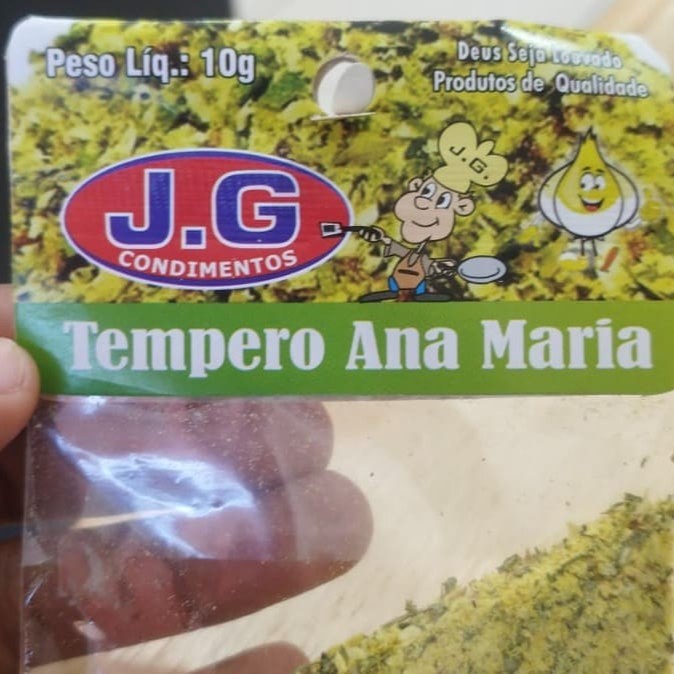 Peso Líq.: 10g
Deus Seja Louvado
Produtos de Qualidade
J.G
CONDIMENTOS
J.G.
Tempero Ana Maria